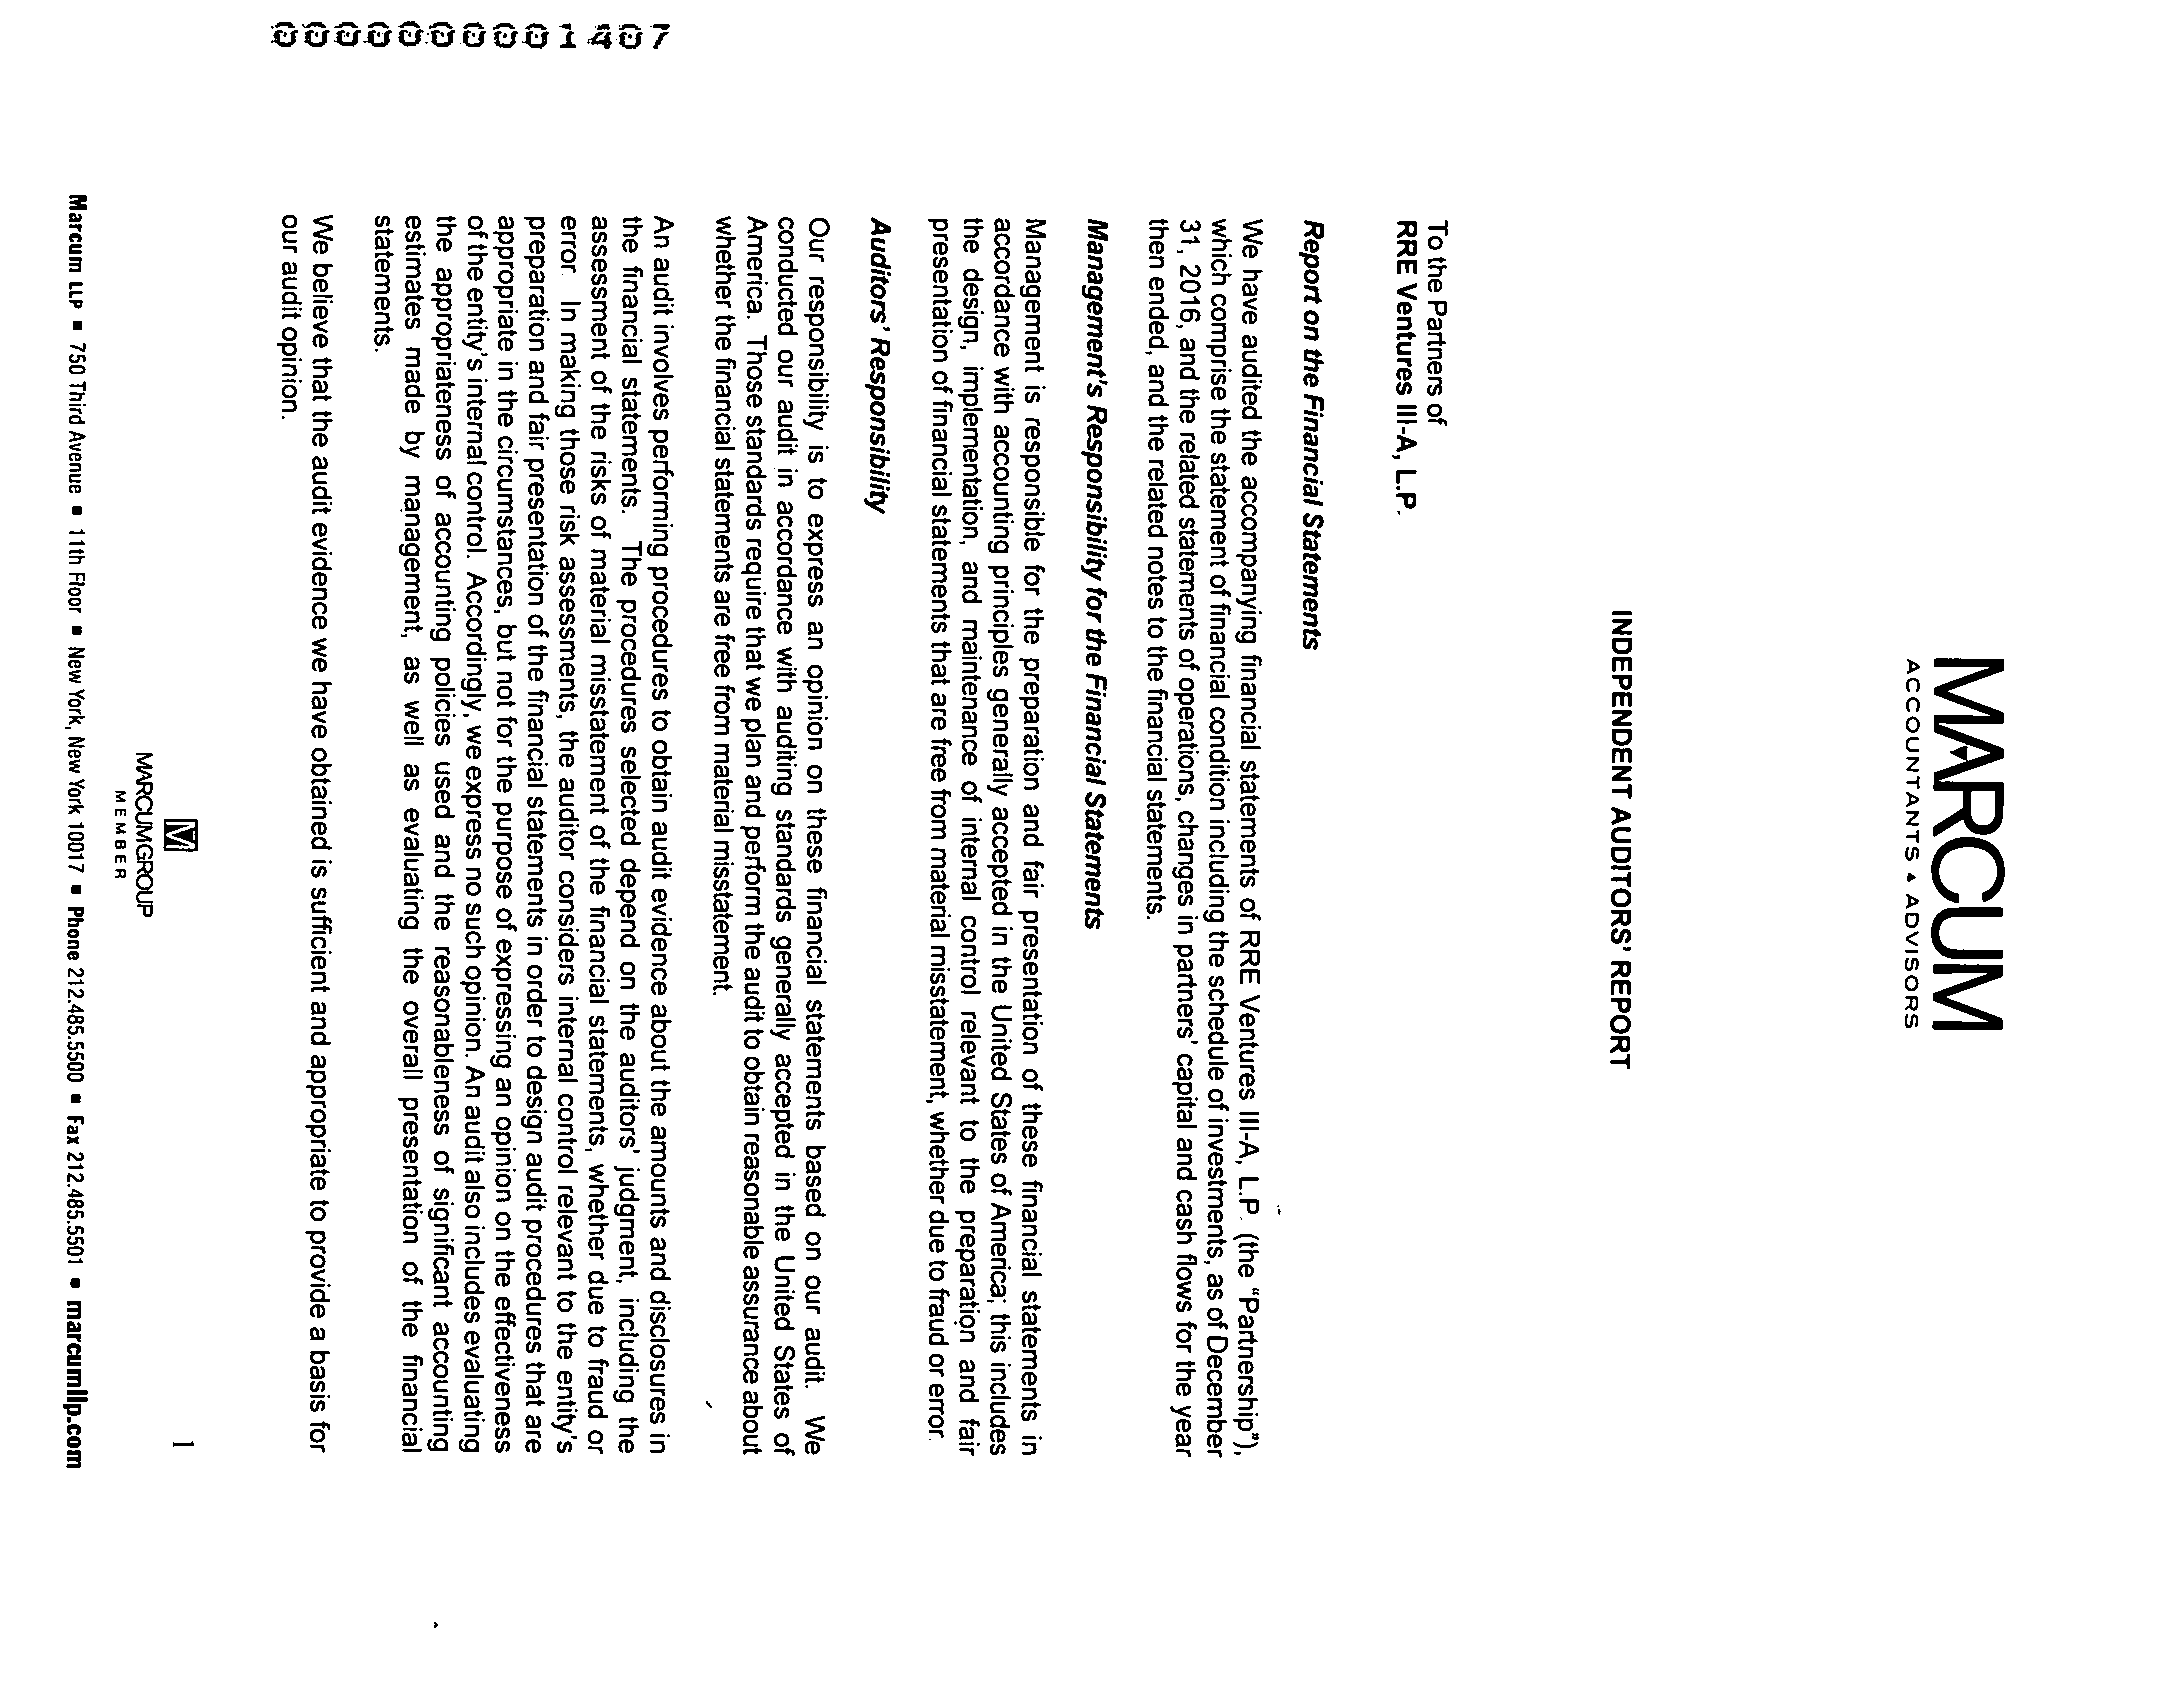 MARCUM
ACCOUNTANTS ▲ ADVISORS
INDEPENDENT AUDITORS' REPORT
To the Partners of
RRE Ventures III-A, L.P.
Report on the Financial Statements
We have audited the accompanying financial statements of RRE Ventures III-A, L.P. (the “Partnership”),
which comprise the statement of financial condition including the schedule of investments, as of December
31, 2016, and the related statements of operations, changes in partners' capital and cash flows for the year
then ended, and the related notes to the financial statements.
Management's Responsibility for the Financial Statements
Management is responsible for the preparation and fair presentation of these financial statements in
accordance with accounting principles generally accepted in the United States of America; this includes
the design, implementation, and maintenance of internal control relevant to the preparation and fair
presentation of financial statements that are free from material misstatement, whether due to fraud or error.
Auditors' Responsibility
Our responsibility is to express an opinion on these financial statements based on our audit. We
conducted our audit in accordance with auditing standards generally accepted in the United States of
America. Those standards require that we plan and perform the audit to obtain reasonable assurance about
whether the financial statements are free from material misstatement.
An audit involves performing procedures to obtain audit evidence about the amounts and disclosures in
the financial statements. The procedures selected depend on the auditors' judgment, including the
assessment of the risks of material misstatement of the financial statements, whether due to fraud or
error. In making those risk assessments, the auditor considers internal control relevant to the entity's
preparation and fair presentation of the financial statements in order to design audit procedures that are
appropriate in the circumstances, but not for the purpose of expressing an opinion on the effectiveness
of the entity's internal control. Accordingly, we express no such opinion. An audit also includes evaluating
the appropriateness of accounting policies used and the reasonableness of significant accounting
estimates made by management, as well as evaluating the overall presentation of the financial
statements.
We believe that the audit evidence we have obtained is sufficient and appropriate to provide a basis for
our audit opinion.
1
M
MARCUMGROUP
MEMBER
Marcum LLP ■ 750 Third Avenue ■ 11th Floor ■ New York, New York 10017 ■ Phone 212.485.5500 ■ Fax 212.485.5501 ■ marcumllp.com
0000000001407